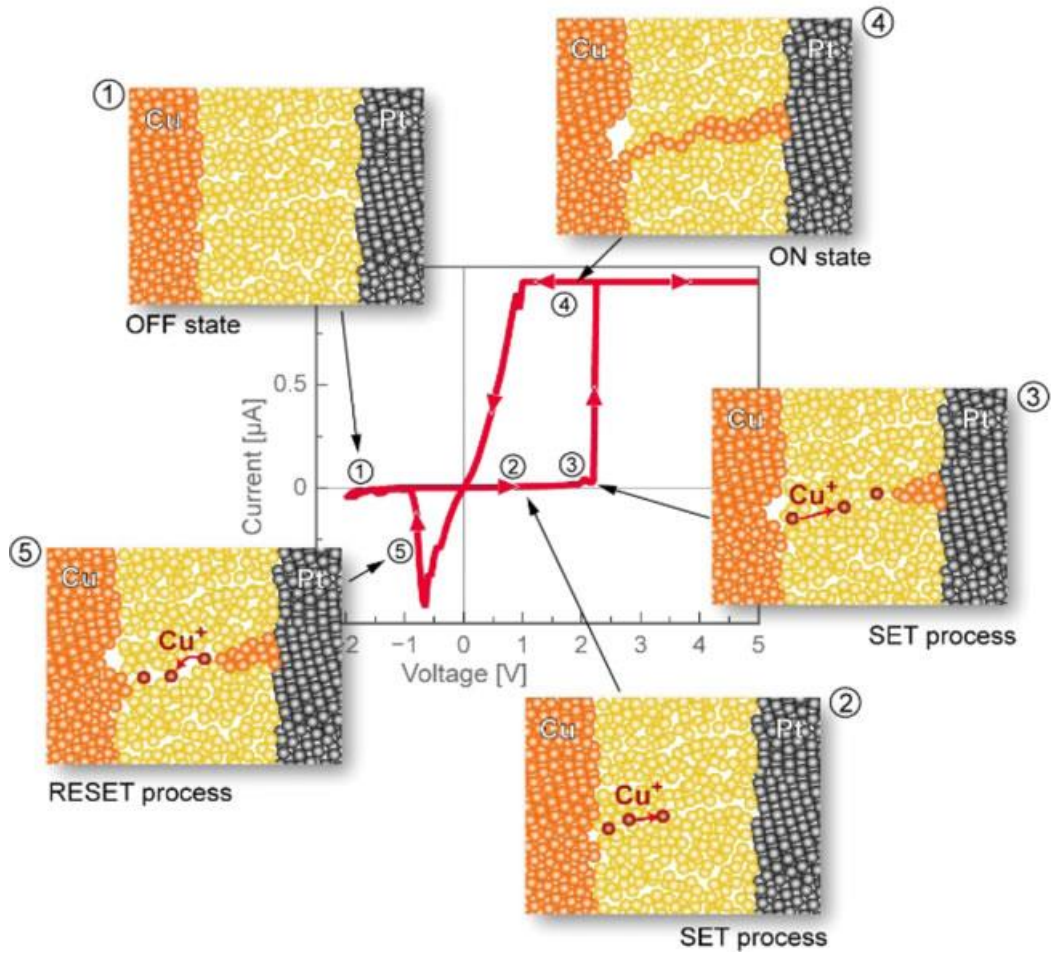 ①
Cu
Pt
OFF state
④
Cu
Pt
ON state
③
Cu
Pt
Cu⁺
SET process
②
Cu
Pt
Cu⁺
SET process
⑤
Cu
Pt
Cu⁺
RESET process
Current [µA]
0.5
0
①
②
③
④
⑤
2
−1
0
1
2
3
4
5
Voltage [V]